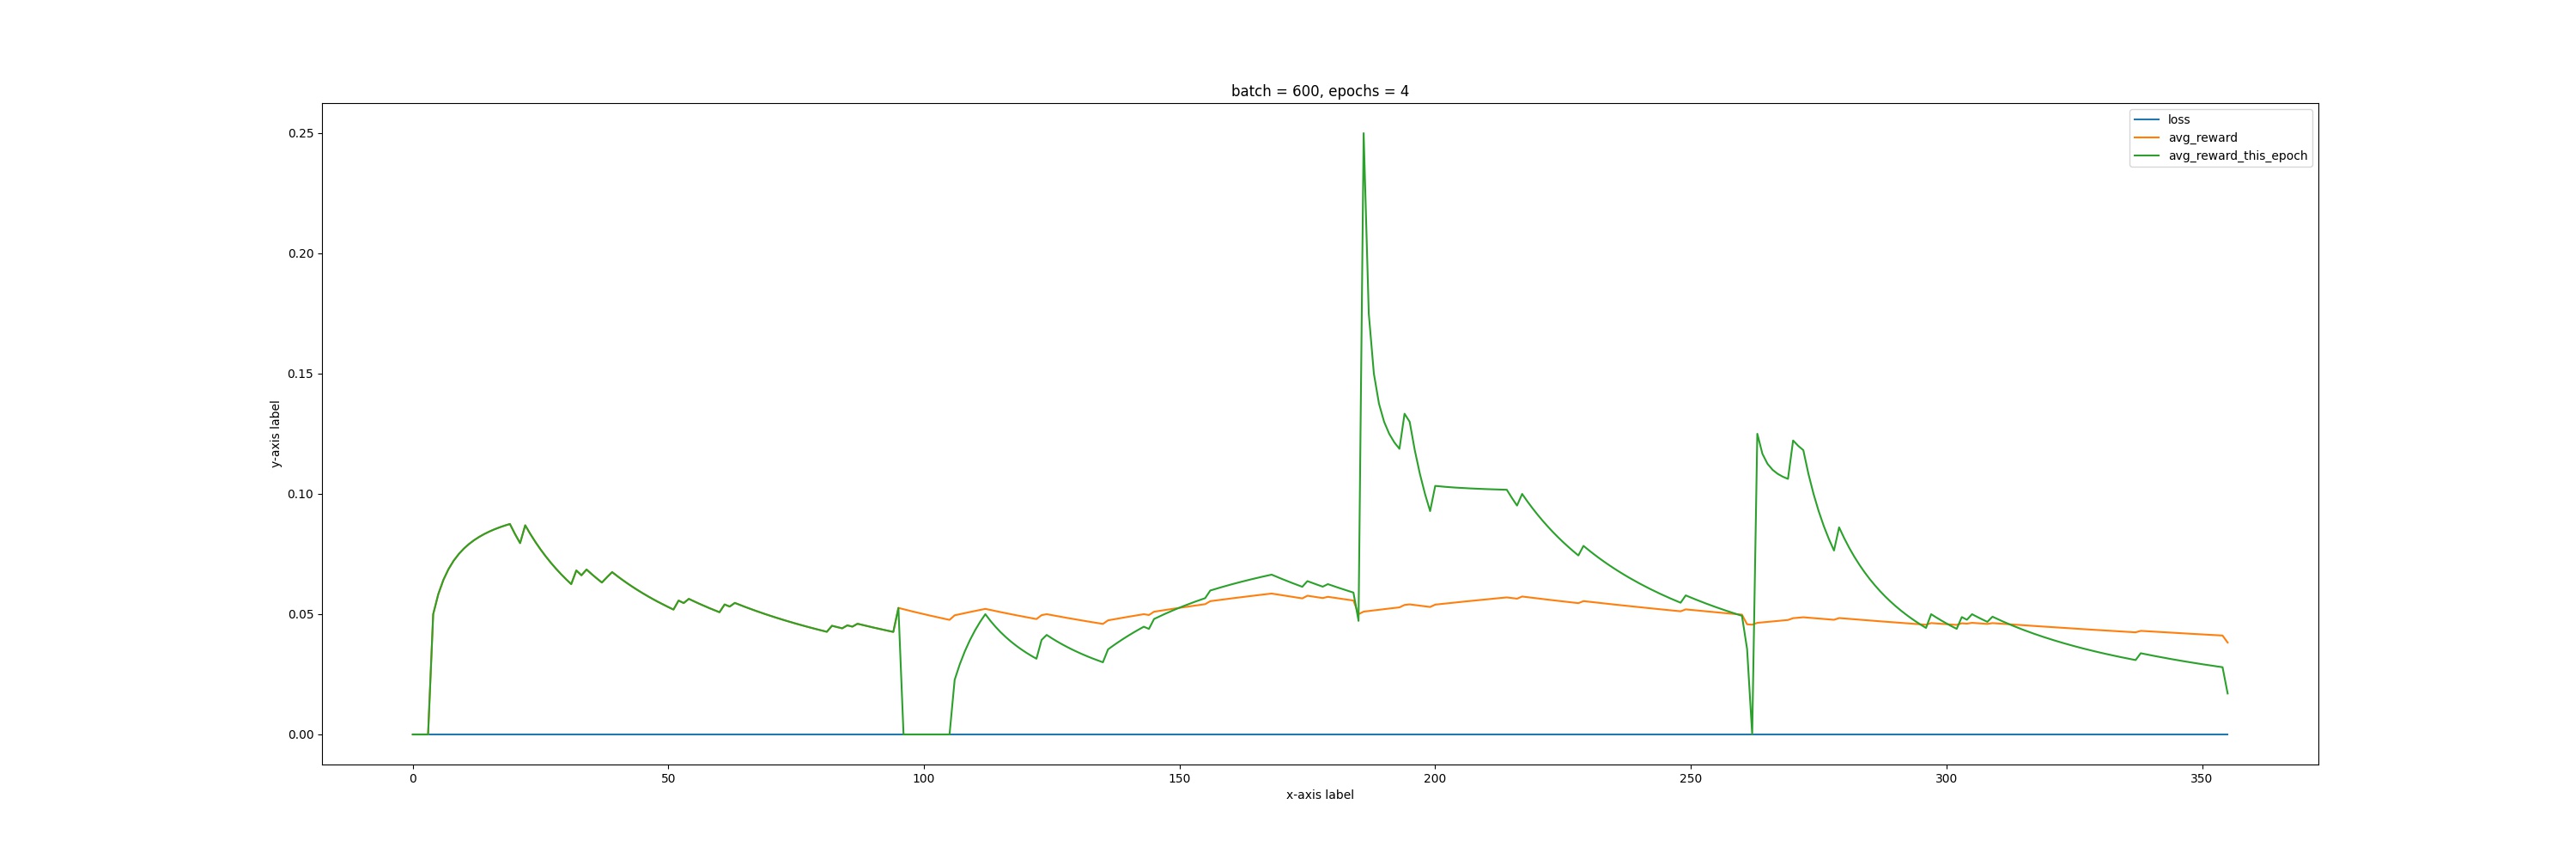 batch = 600, epochs = 4
loss
avg_reward
avg_reward_this_epoch
0.25
0.20
0.15
0.10
0.05
0.00
y-axis label
0 50 100 150 200 250 300 350
x-axis label